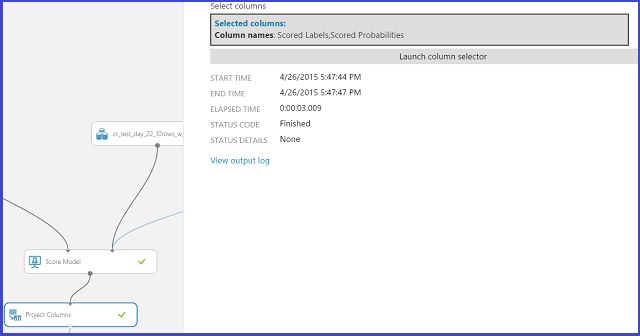 Select columns
Selected columns:
Column names: Scored Labels,Scored Probabilities
Launch column selector
START TIME 4/26/2015 5:47:44 PM
END TIME 4/26/2015 5:47:47 PM
ELAPSED TIME 0:00:03.009
STATUS CODE Finished
STATUS DETAILS None
View output log
cr_test_day_22_10rows_w_
Score Model
Project Columns